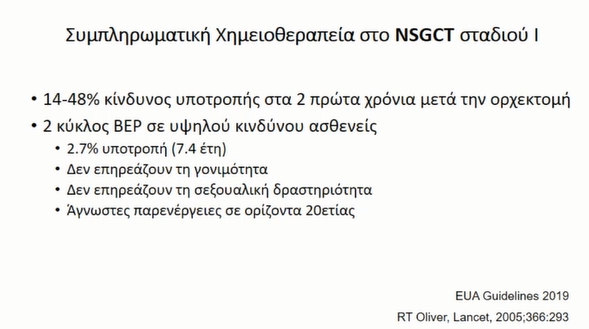 Συμπληρωματική Χημειοθεραπεία στο NSGCT σταδίου Ι
• 14-48% κίνδυνος υποτροπής στα 2 πρώτα χρόνια μετά την ορχεκτομή
• 2 κύκλος BEP σε υψηλού κινδύνου ασθενείς
• 2.7% υποτροπή (7.4 έτη)
• Δεν επηρεάζουν τη γονιμότητα
• Δεν επηρεάζουν τη σεξουαλική δραστηριότητα
• Άγνωστες παρενέργειες σε ορίζοντα 20ετίας
EUA Guidelines 2019
RT Oliver, Lancet, 2005;366:293